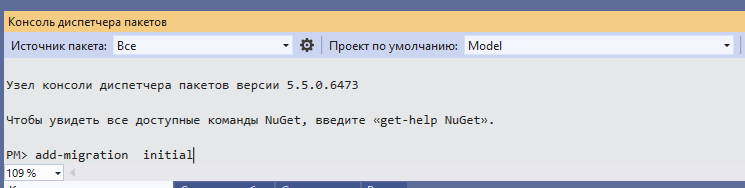 Консоль диспетчера пакетов
Источник пакета: Все Проект по умолчанию: Model
Узел консоли диспетчера пакетов версии 5.5.0.6473
Чтобы увидеть все доступные команды NuGet, введите «get-help NuGet».
PM> add-migration  initial
109 %